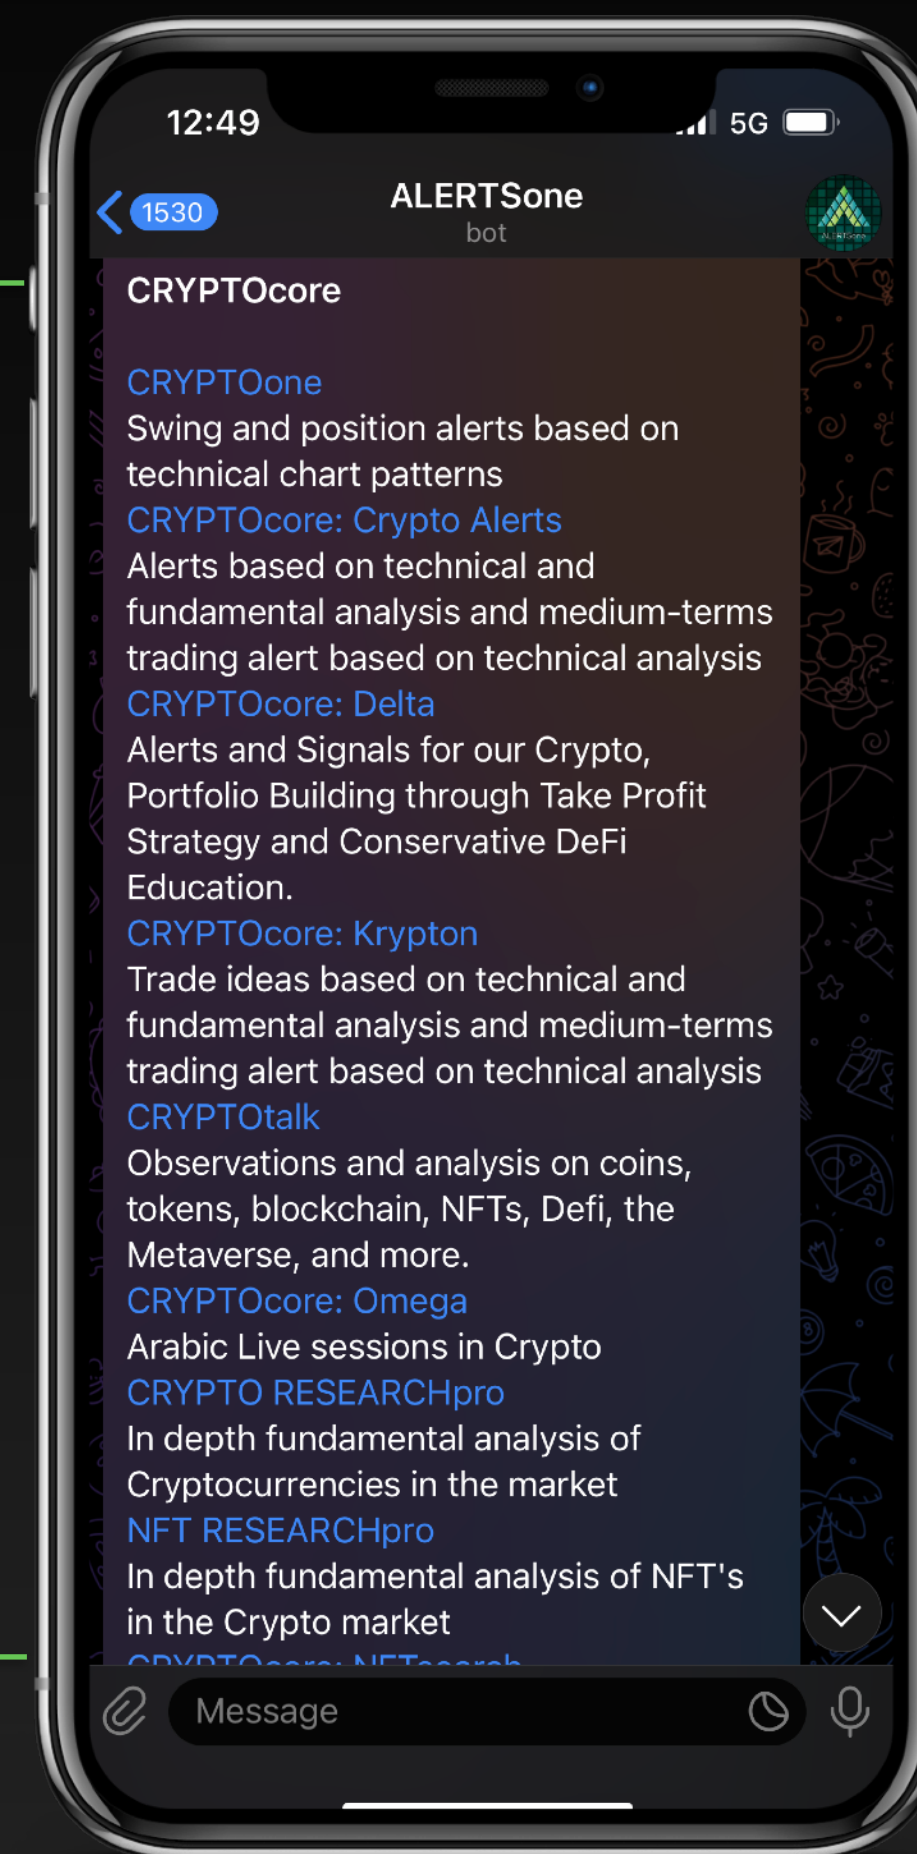 12:49
5G
1530
ALERTSone
bot
ALERTSone
CRYPTOcore
CRYPTOone
Swing and position alerts based on
technical chart patterns
CRYPTOcore: Crypto Alerts
Alerts based on technical and
fundamental analysis and medium-terms
trading alert based on technical analysis
CRYPTOcore: Delta
Alerts and Signals for our Crypto,
Portfolio Building through Take Profit
Strategy and Conservative DeFi
Education.
CRYPTOcore: Krypton
Trade ideas based on technical and
fundamental analysis and medium-terms
trading alert based on technical analysis
CRYPTOtalk
Observations and analysis on coins,
tokens, blockchain, NFTs, Defi, the
Metaverse, and more.
CRYPTOcore: Omega
Arabic Live sessions in Crypto
CRYPTO RESEARCHpro
In depth fundamental analysis of
Cryptocurrencies in the market
NFT RESEARCHpro
In depth fundamental analysis of NFT's
in the Crypto market
CRYPTOcore:
Message